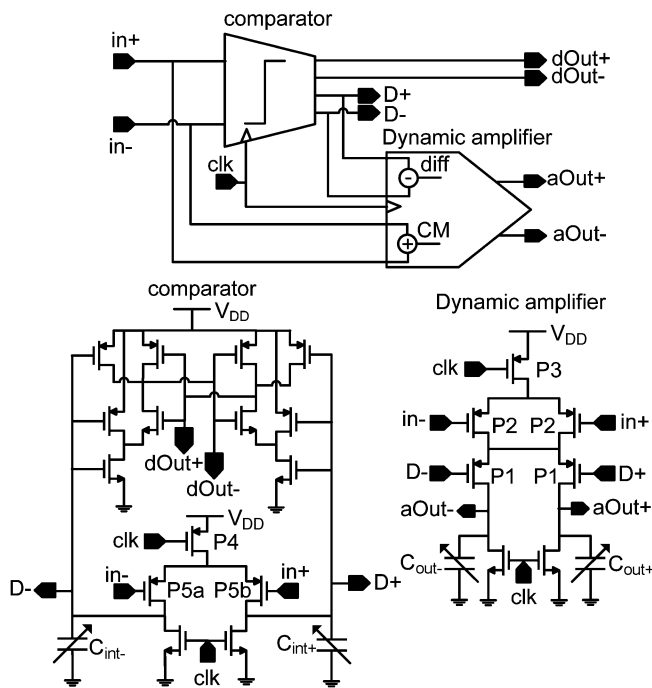 comparator
in+
dOut+
dOut-
D+
D-
in-
Dynamic amplifier
clk
diff
-
aOut+
CM
+
aOut-
comparator
VDD
dOut+
dOut-
VDD
clk
P4
D-
in-
P5a
P5b
in+
D+
Cint-
Cint+
clk
Dynamic amplifier
VDD
clk
P3
in-
P2
P2
in+
D-
P1
P1
D+
aOut-
aOut+
Cout-
Cout+
clk